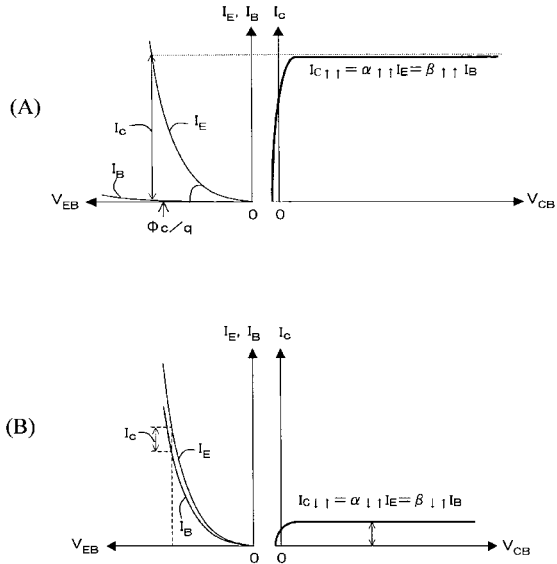 (A)
I_E, I_B
I_C
I_C↑↑ = α↑↑I_E = β↑↑ I_B
I_C
I_E
I_B
V_EB
Φc/q
0
0
V_CB
(B)
I_E, I_B
I_C
I_C
I_E
I_B
I_C↓↑ = α↓↑I_E = β↓↑I_B
V_EB
0
0
V_CB